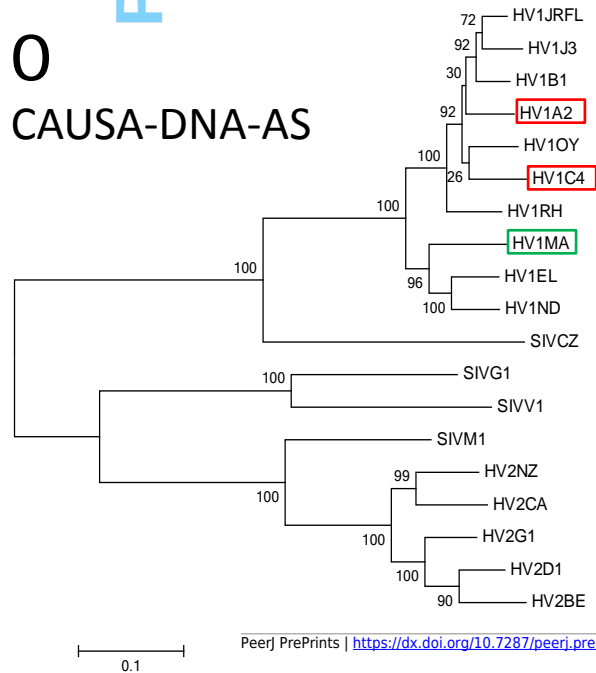 P
O
CAUSA-DNA-AS
72
HV1JRFL
92
HV1J3
30
HV1B1
92
HV1A2
HV1OY
100
26
HV1C4
HV1RH
100
HV1MA
96
HV1EL
100
HV1ND
100
SIVCZ
100
SIVG1
SIVV1
SIVM1
100
99
HV2NZ
HV2CA
100
HV2G1
100
HV2D1
90
HV2BE
PeerJ PrePrints | https://dx.doi.org/10.7287/peerj.pre
0.1